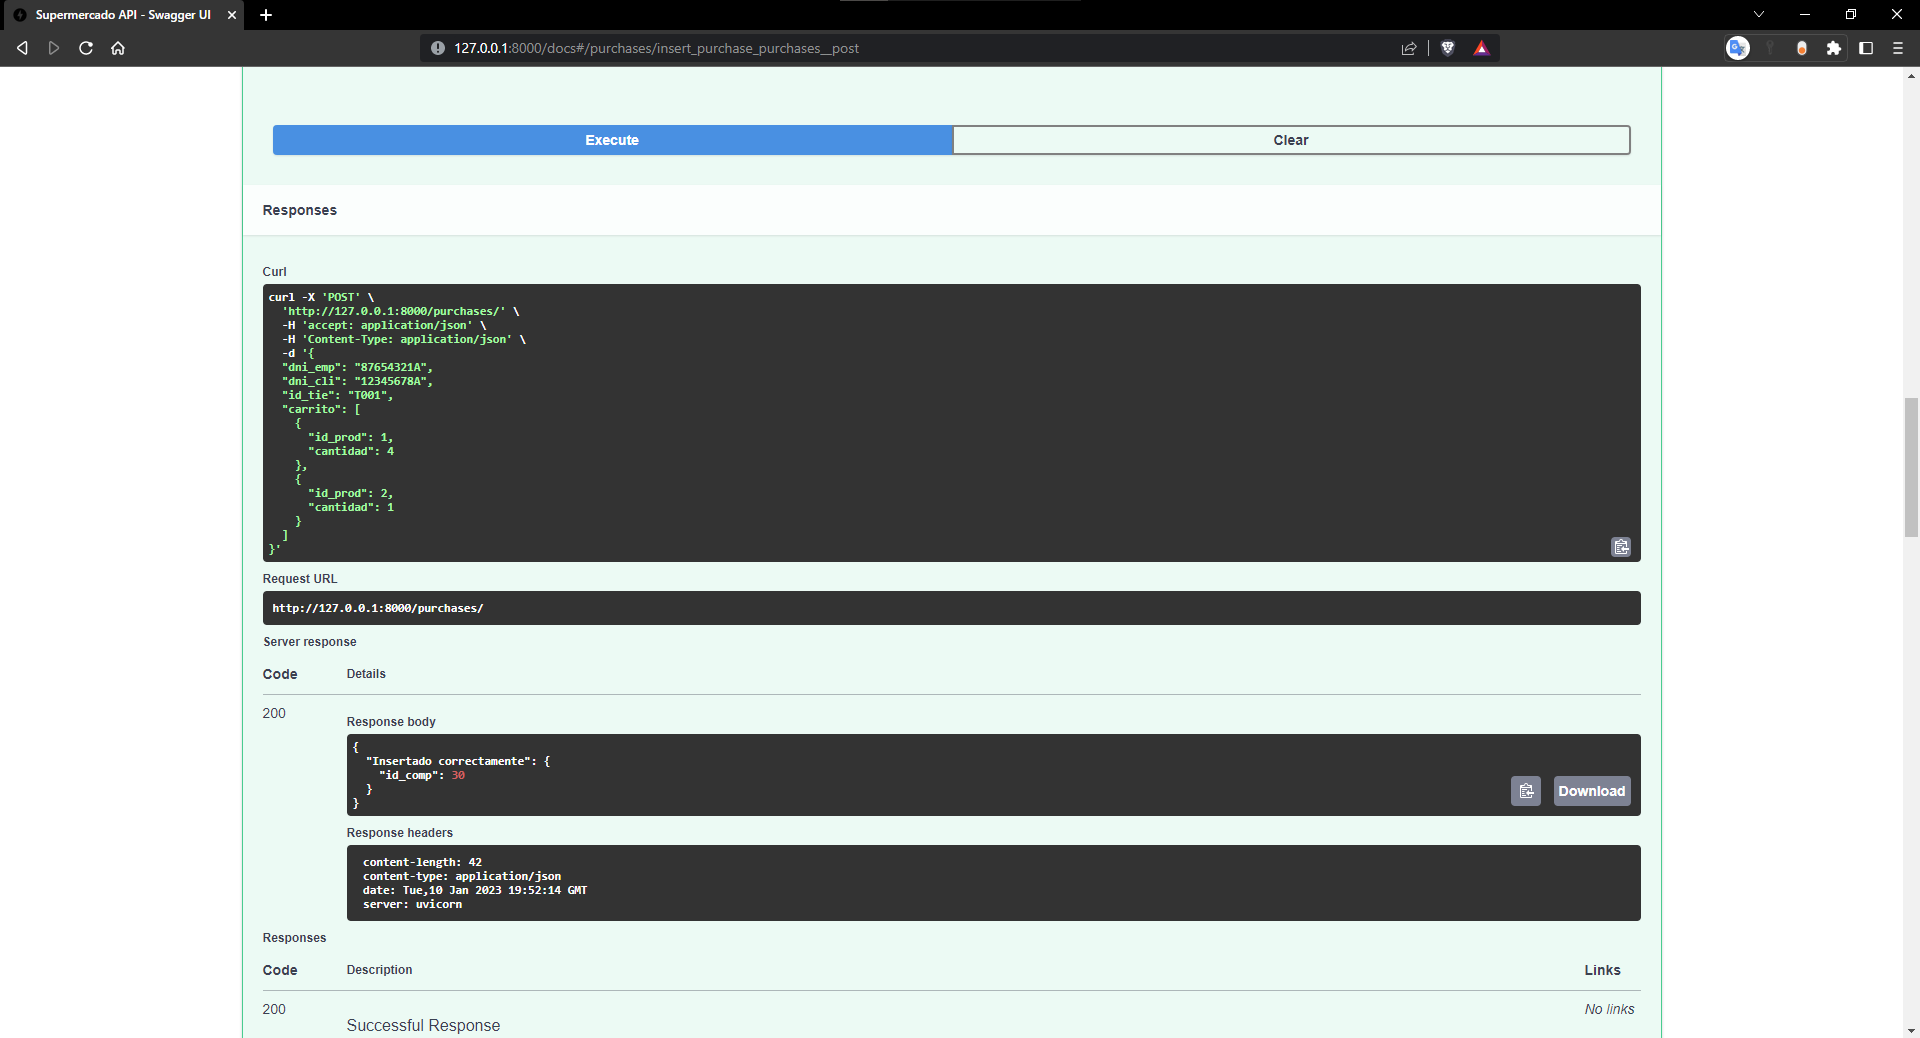 Supermercado API - Swagger UI
127.0.0.1:8000/docs#/purchases/insert_purchase_purchases__post
Execute
Clear
Responses
Curl
curl -X 'POST' \
  'http://127.0.0.1:8000/purchases/' \
  -H 'accept: application/json' \
  -H 'Content-Type: application/json' \
  -d '{
  "dni_emp": "87654321A",
  "dni_cli": "12345678A",
  "id_tie": "T001",
  "carrito": [
    {
      "id_prod": 1,
      "cantidad": 4
    },
    {
      "id_prod": 2,
      "cantidad": 1
    }
  ]
}'
Request URL
http://127.0.0.1:8000/purchases/
Server response
Code Details
200
Response body
{
  "Insertado correctamente": {
    "id_comp": 30
  }
}
Download
Response headers
content-length: 42
content-type: application/json
date: Tue,10 Jan 2023 19:52:14 GMT
server: uvicorn
Responses
Code Description Links
200 No links
Successful Response